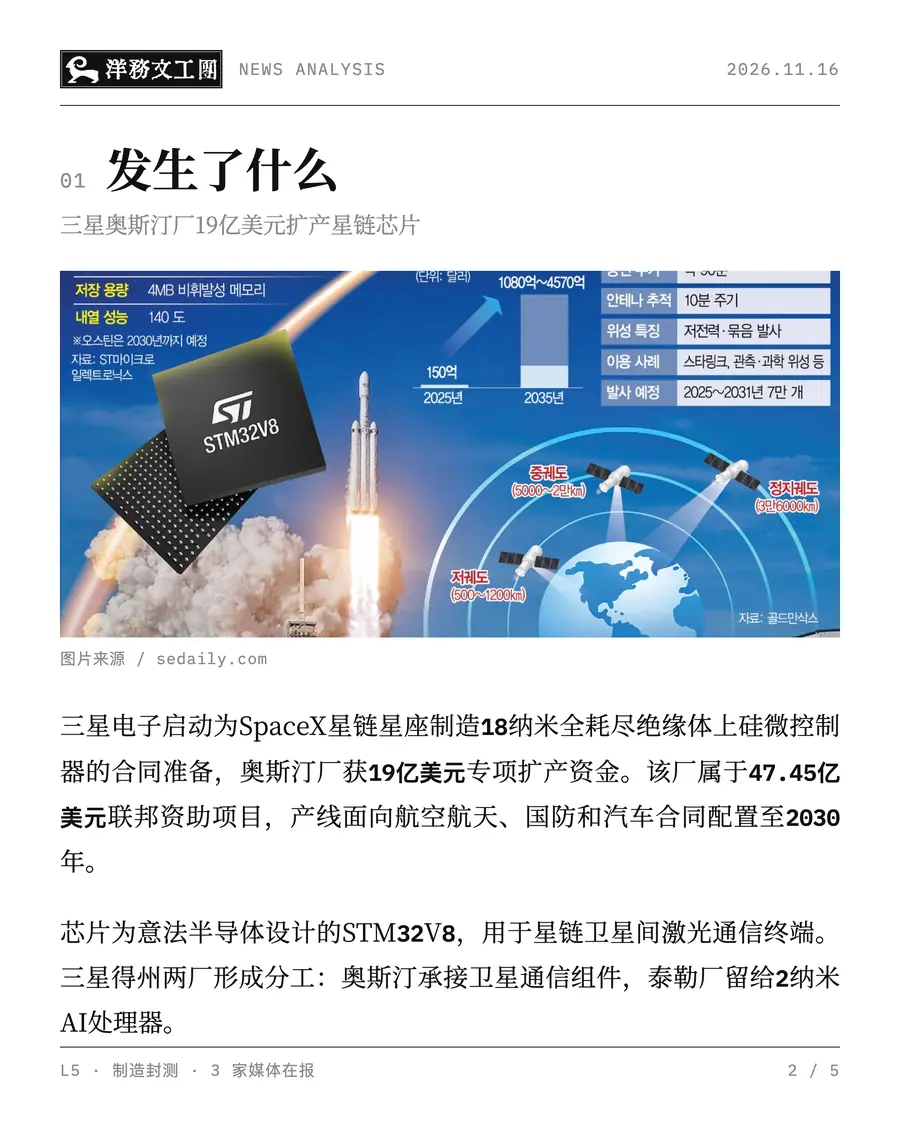 洋務文工團 NEWS ANALYSIS 2026.11.16
01 发生了什么
三星奥斯汀厂19亿美元扩产星链芯片
저장 용량 4MB 비휘발성 메모리
내열 성능 140 도
※오스틴은 2030년까지 예정
자료: ST마이크로
일렉트로닉스
ST
STM32V8
(단위: 달러)
1080억~4570억
150억
2025년 2035년
안테나 추적 10분 주기
위성 특징 저전력·묶음 발사
이용 사례 스타링크, 관측·과학 위성 등
발사 예정 2025~2031년 7만 개
중궤도
(5000~2만km)
정지궤도
(3만6000km)
저궤도
(500~1200km)
자료: 골드만삭스
图片来源 / sedaily.com
三星电子启动为SpaceX星链星座制造18纳米全耗尽绝缘体上硅微控制
器的合同准备，奥斯汀厂获19亿美元专项扩产资金。该厂属于47.45亿
美元联邦资助项目，产线面向航空航天、国防和汽车合同配置至2030
年。
芯片为意法半导体设计的STM32V8，用于星链卫星间激光通信终端。
三星得州两厂形成分工：奥斯汀承接卫星通信组件，泰勒厂留给2纳米
AI处理器。
L5 · 制造封测 · 3 家媒体在报 2 / 5